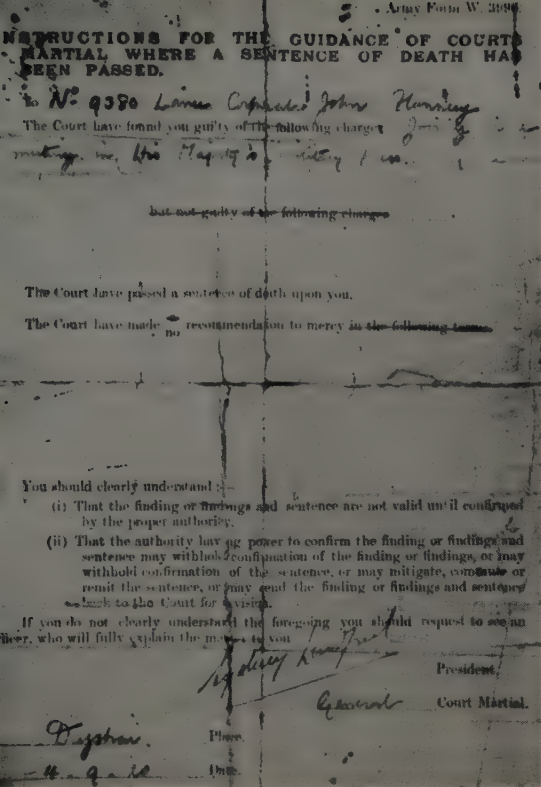 Army Form W. 3996
INSTRUCTIONS FOR THE GUIDANCE OF COURTS
MARTIAL WHERE A SENTENCE OF DEATH HAS
BEEN PASSED.
To No 9380 Lance Corporal John
The Court have found you guilty of the following charges
mutiny in His Majesty's military
but not guilty of the following charges
The Court have passed a sentence of death upon you.
The Court have made no recommendation to mercy in the following terms
You should clearly understand :—
(i) That the finding or findings and sentence are not valid until confirmed
by the proper authority.
(ii) That the authority having power to confirm the finding or findings and
sentence may withhold confirmation of the finding or findings, or may
withhold confirmation of the sentence, or may mitigate, commute or
remit the sentence, or may send the finding or findings and sentence
back to the Court for revision.
If you do not clearly understand the foregoing you should request to see an
officer, who will fully explain the matter to you
President,
General Court Martial.
Place.
4.9.20 Date.